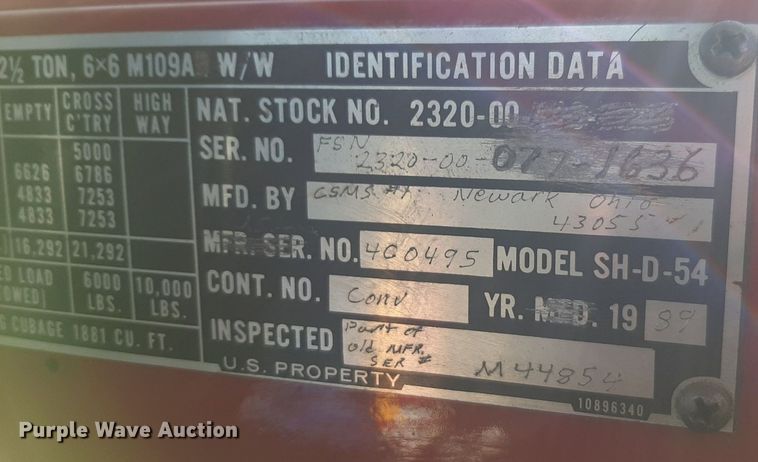 2½ TON, 6×6 M109A W/W IDENTIFICATION DATA
EMPTY CROSS C'TRY HIGH WAY
5000
6626 6786
4833 7253
4833 7253
16,292 21,292
LOAD 6000 LBS. 10,000 LBS.
CUBAGE 1881 CU. FT.
NAT. STOCK NO. 2320-00
SER. NO. FSN 2320-00-077-1636
MFD. BY CSMS #1 Newark Ohio 43055
MFR. SER. NO. 4C0495 MODEL SH-D-54
CONT. NO. Conv YR. 19 89
INSPECTED Part of old MFR. SER # M44854
U.S. PROPERTY
10896340
Purple Wave Auction